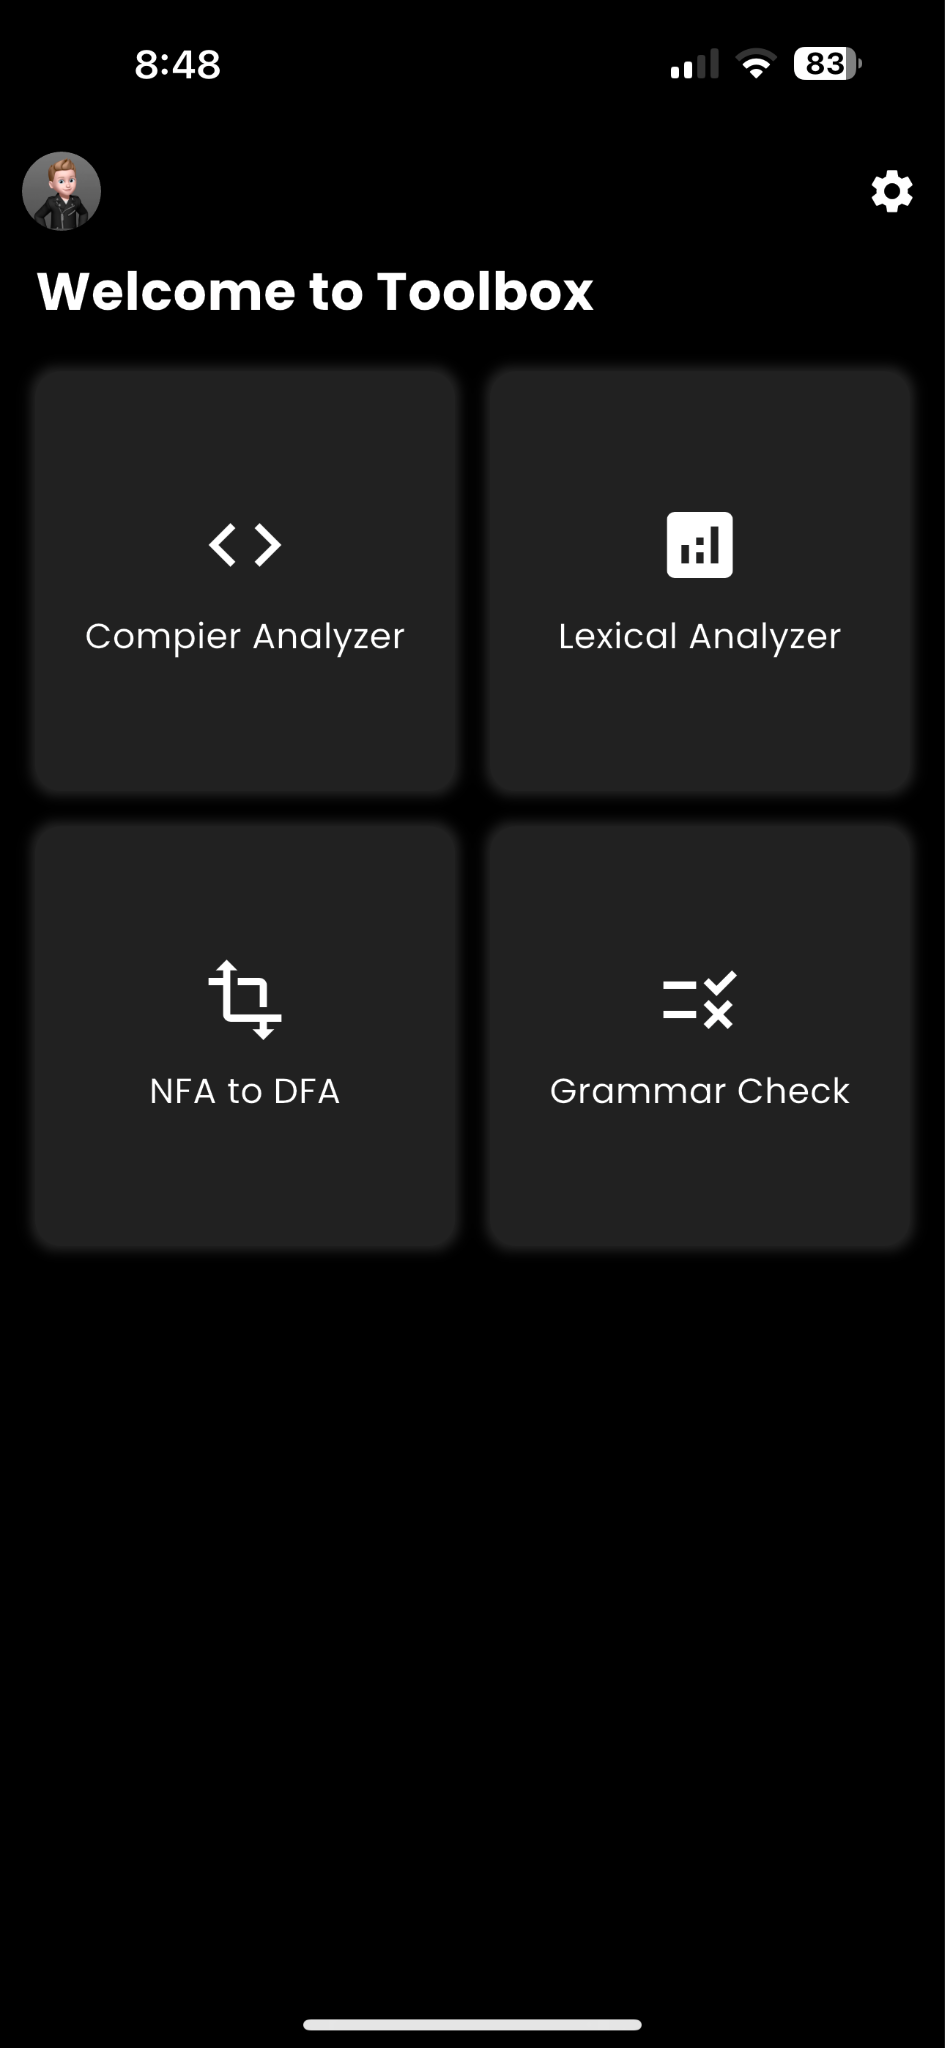 8:48
83
Welcome to Toolbox
Compier Analyzer
Lexical Analyzer
NFA to DFA
Grammar Check